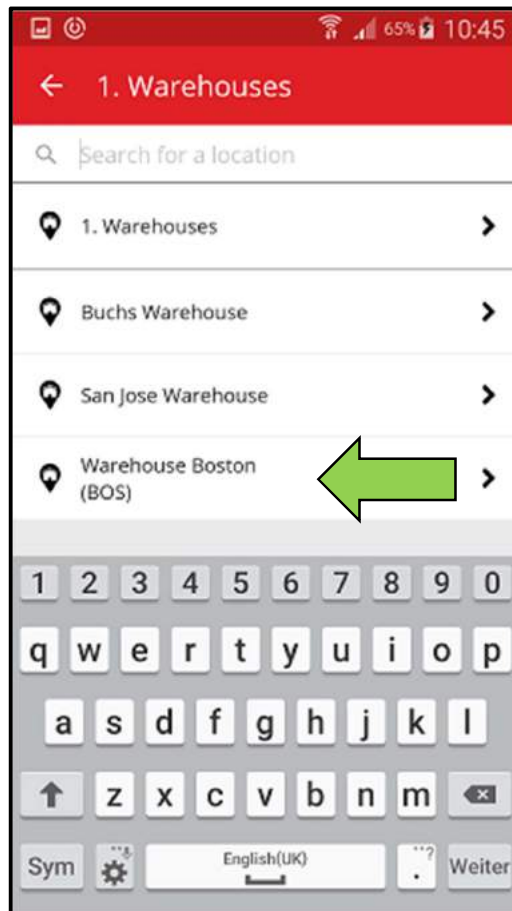 65% 10:45
1. Warehouses
Search for a location
1. Warehouses
Buchs Warehouse
San Jose Warehouse
Warehouse Boston
(BOS)
1 2 3 4 5 6 7 8 9 0
q w e r t y u i o p
a s d f g h j k l
z x c v b n m
Sym English(UK) . ? Weiter